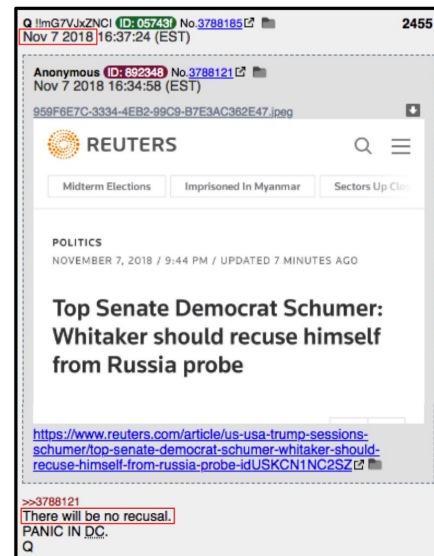 Q !!mG7VJxZNCI ID: 05743f No.3788185 2455
Nov 7 2018 16:37:24 (EST)
Anonymous ID: 892348 No.3788121
Nov 7 2018 16:34:58 (EST)
959F6E7C-3334-4EB2-99C9-B7E3AC362E47.jpeg
REUTERS
Midterm Elections Imprisoned In Myanmar Sectors Up Clo
POLITICS
NOVEMBER 7, 2018 / 9:44 PM / UPDATED 7 MINUTES AGO
Top Senate Democrat Schumer:
Whitaker should recuse himself
from Russia probe
https://www.reuters.com/article/us-usa-trump-sessions-
schumer/top-senate-democrat-schumer-whitaker-should-
recuse-himself-from-russia-probe-idUSKCN1NC2SZ
>>3788121
There will be no recusal.
PANIC IN DC.
Q